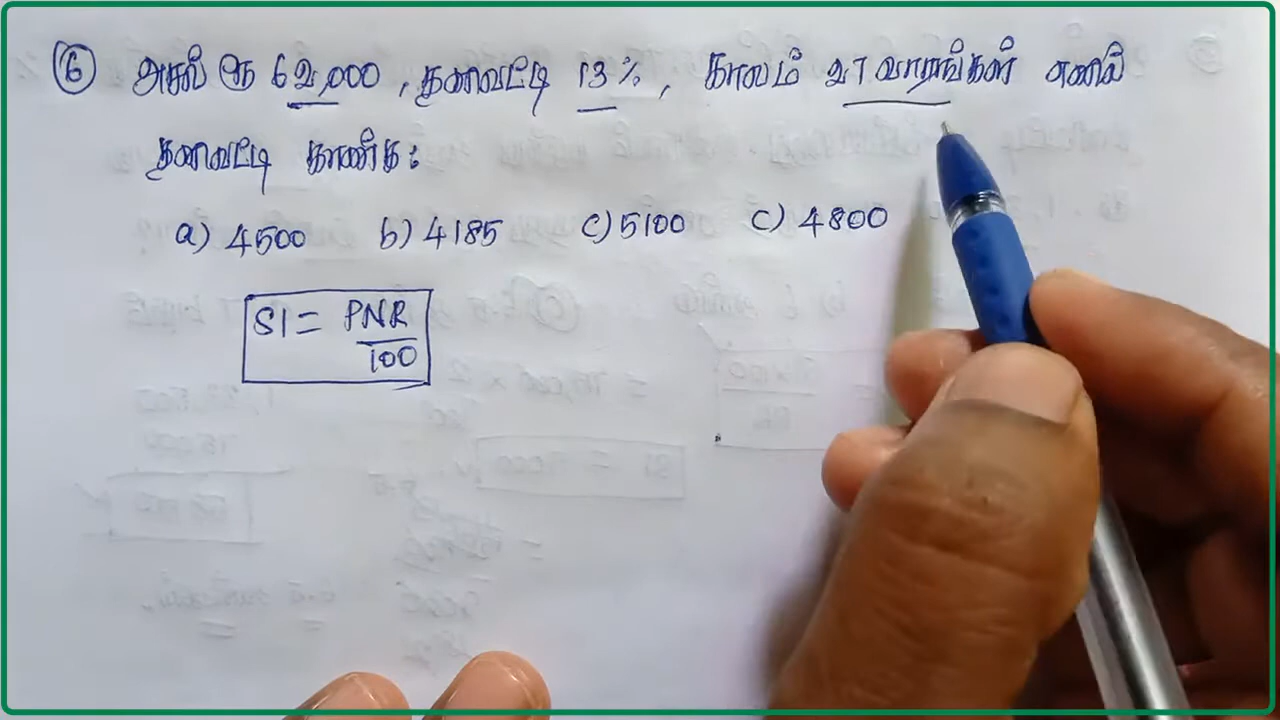 6 அசல் ரூ 62,000 , தனிவட்டி 13 % , காலம் 27 வாரங்கள் எனில்
தனிவட்டி காண்க:
a) 4500 b) 4185 c) 5100 c) 4800
SI = PNR
100